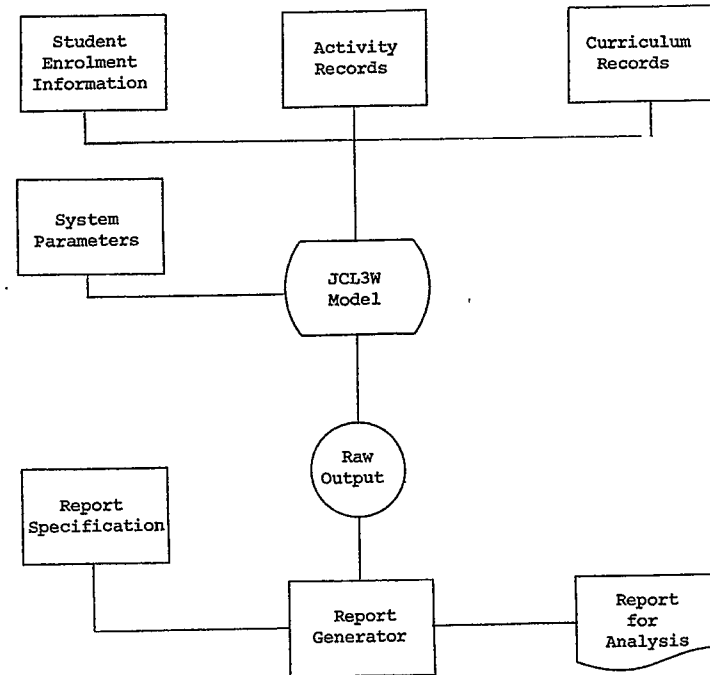 Student
Enrolment
Information
Activity
Records
Curriculum
Records
System
Parameters
JCL3W
Model
Raw
Output
Report
Specification
Report
Generator
Report
for
Analysis